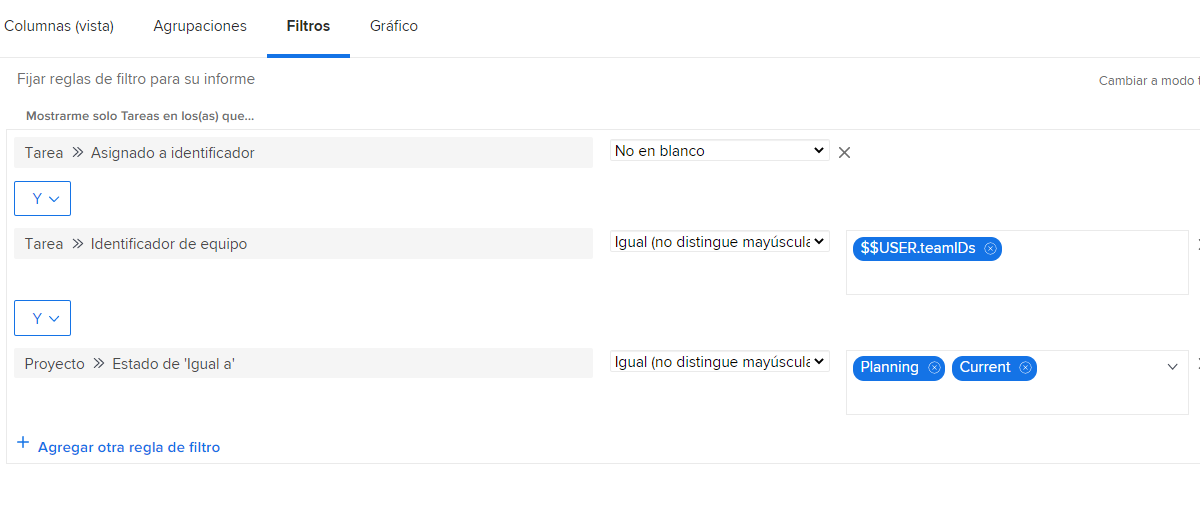 Columnas (vista) Agrupaciones Filtros Gráfico
Fijar reglas de filtro para su informe
Cambiar a modo t
Mostrarme solo Tareas en los(as) que...
Tarea » Asignado a identificador No en blanco
Y
Tarea » Identificador de equipo Igual (no distingue mayúscula $$USER.teamIDs
Y
Proyecto » Estado de 'Igual a' Igual (no distingue mayúscula Planning Current
+ Agregar otra regla de filtro